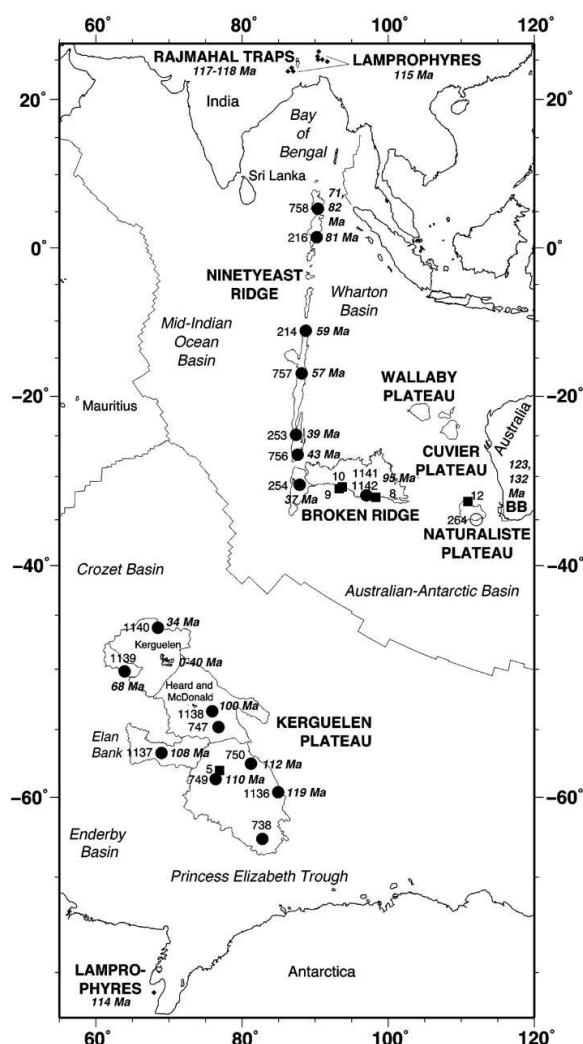 60°
80°
100°
120°
RAJMAHAL TRAPS
117-118 Ma
LAMPROPHYRES
115 Ma
20°
20°
India
Bay
of
Bengal
Sri Lanka
71,
82
Ma
758
216
81 Ma
0°
0°
NINETYEAST
RIDGE
Wharton
Basin
Mid-Indian
Ocean
Basin
214
59 Ma
757
57 Ma
WALLABY
PLATEAU
−20°
−20°
Mauritius
Australia
CUVIER
PLATEAU
253
39 Ma
756
43 Ma
123,
132
Ma
BB
254
37 Ma
10
9
1141
1142
95 Ma
8
12
264
BROKEN RIDGE
NATURALISTE
PLATEAU
−40°
−40°
Crozet Basin
Australian-Antarctic Basin
1140
34 Ma
Kerguelen
1139
0-40 Ma
68 Ma
Heard and
McDonald
100 Ma
1138
747
KERGUELEN
PLATEAU
Elan
Bank
1137
108 Ma
750
112 Ma
5
749
110 Ma
1136
119 Ma
−60°
−60°
738
Enderby
Basin
Princess Elizabeth Trough
LAMPRO-
PHYRES
114 Ma
Antarctica
60°
80°
100°
120°